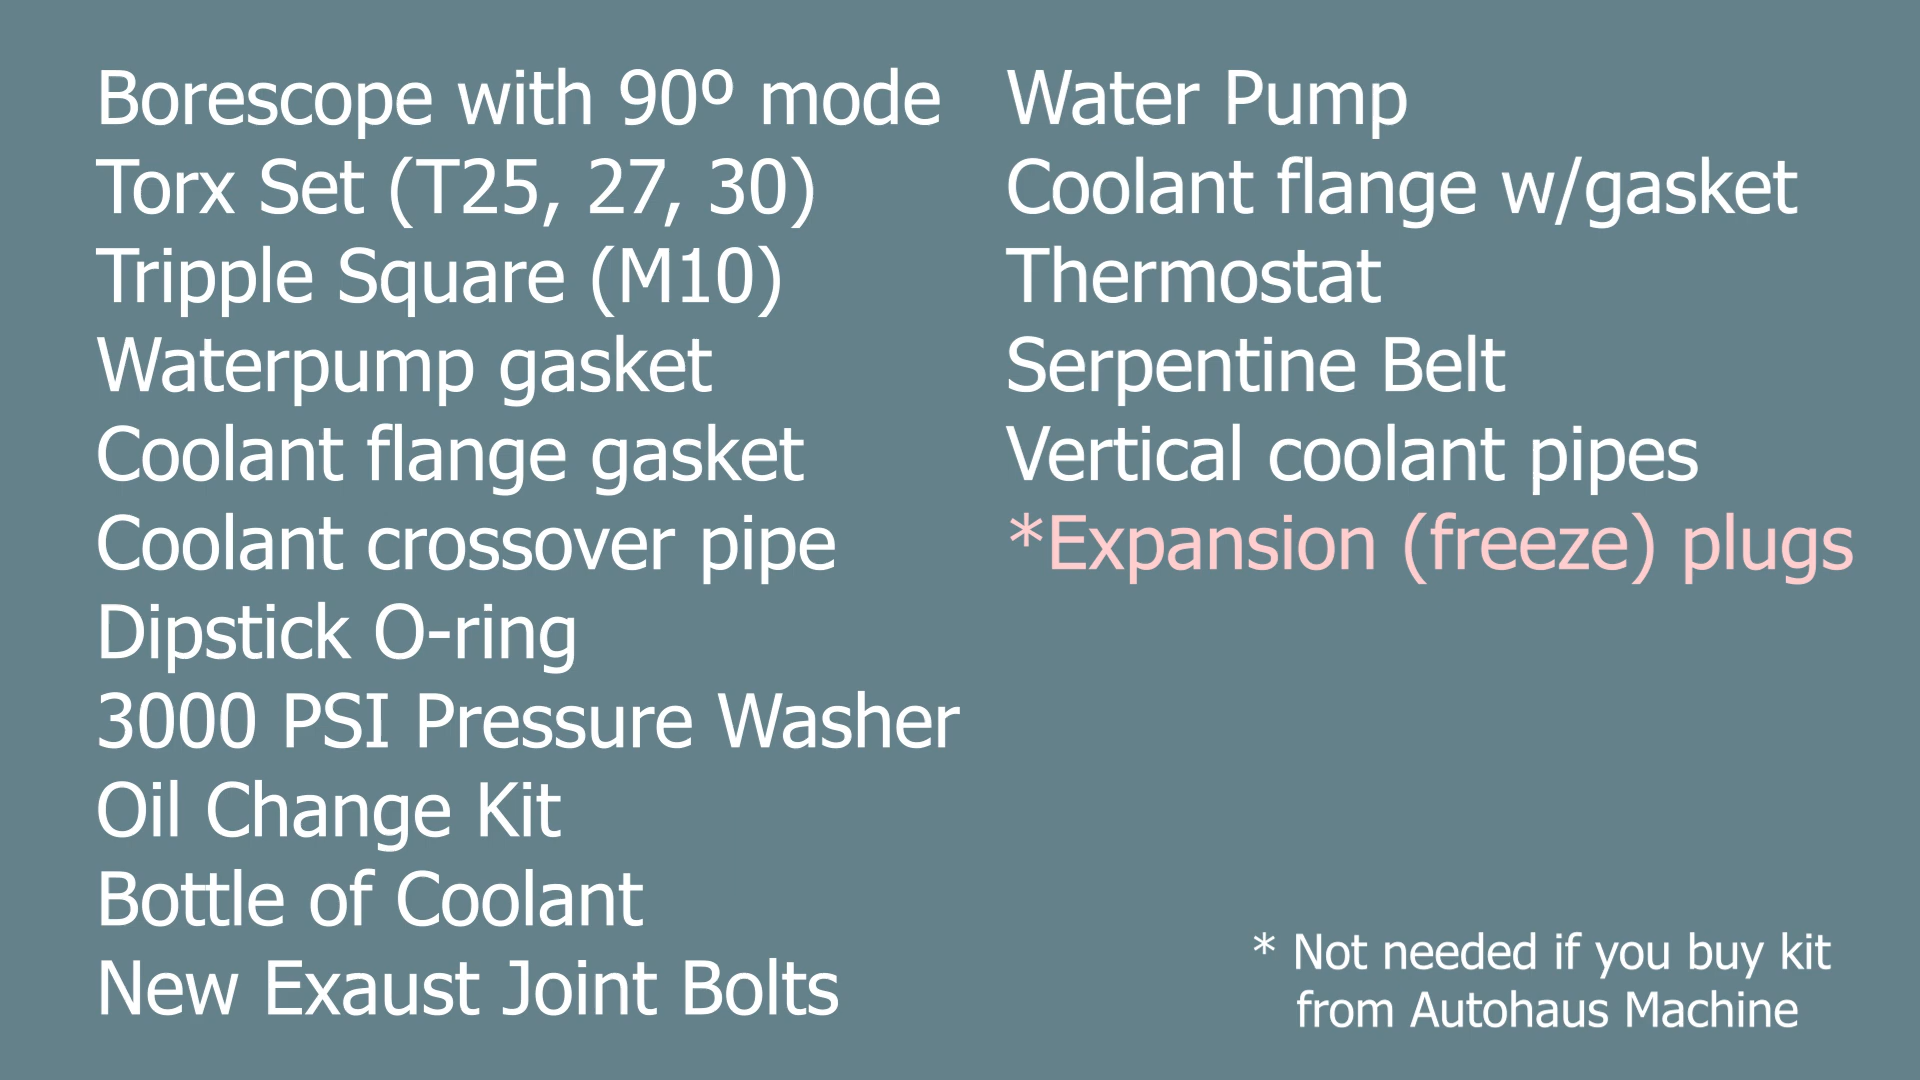 Borescope with 90º mode
Torx Set (T25, 27, 30)
Tripple Square (M10)
Waterpump gasket
Coolant flange gasket
Coolant crossover pipe
Dipstick O-ring
3000 PSI Pressure Washer
Oil Change Kit
Bottle of Coolant
New Exaust Joint Bolts
Water Pump
Coolant flange w/gasket
Thermostat
Serpentine Belt
Vertical coolant pipes
*Expansion (freeze) plugs
* Not needed if you buy kit
from Autohaus Machine